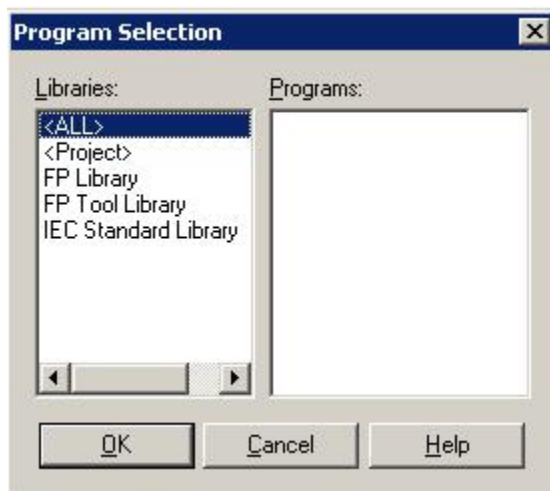 Program Selection
Libraries:
Programs:
<ALL>
<Project>
FP Library
FP Tool Library
IEC Standard Library
OK
Cancel
Help